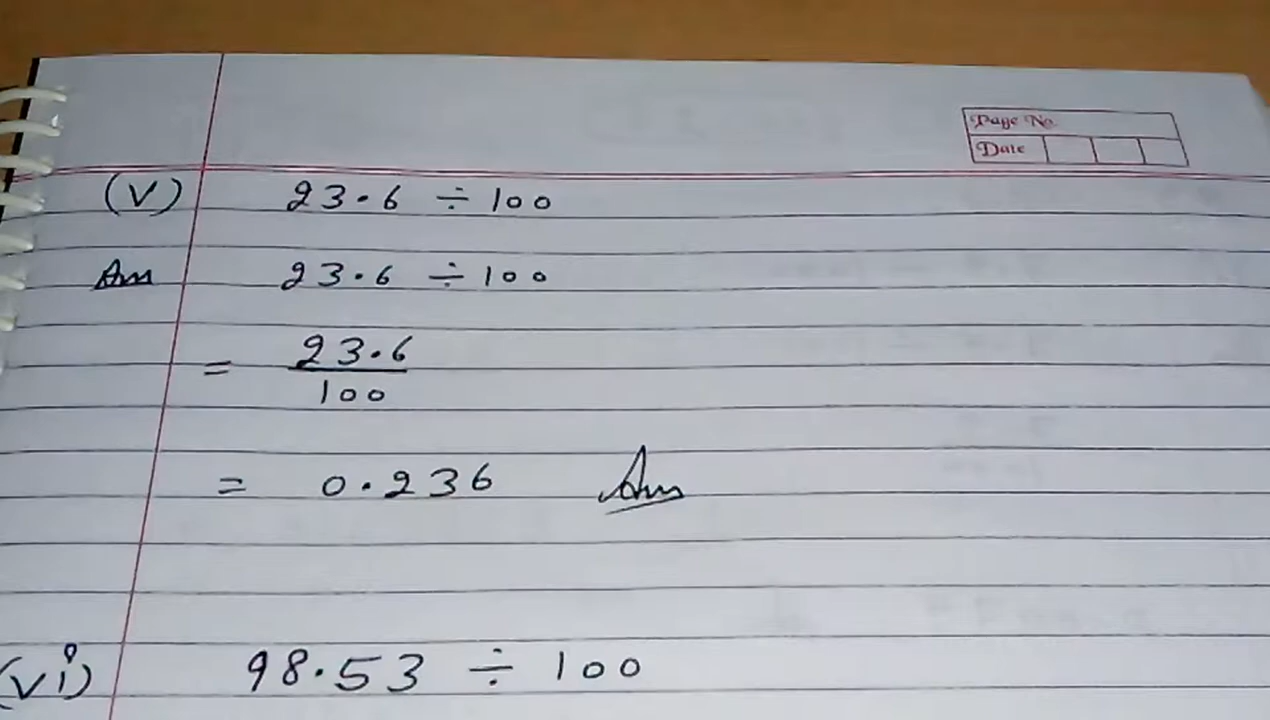 Page No.
Date
(v) 23.6 ÷ 100
Ans 23.6 ÷ 100
= 23.6
100
= 0.236 Ans
(vi) 98.53 ÷ 100